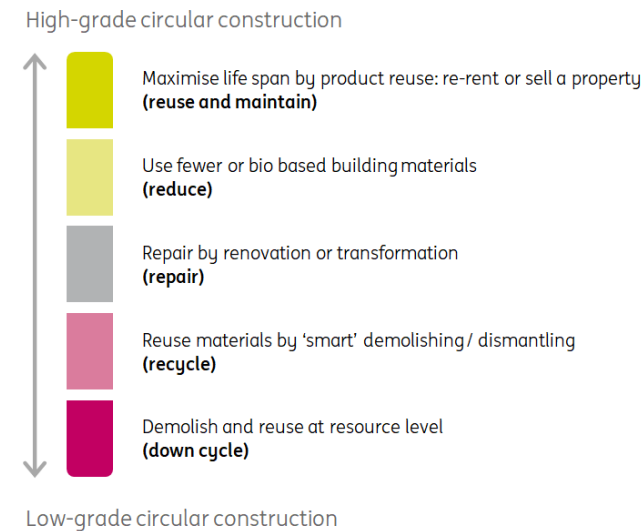 High-grade circular construction
Maximise life span by product reuse: re-rent or sell a property
(reuse and maintain)
Use fewer or bio based building materials
(reduce)
Repair by renovation or transformation
(repair)
Reuse materials by ‘smart’ demolishing / dismantling
(recycle)
Demolish and reuse at resource level
(down cycle)
Low-grade circular construction